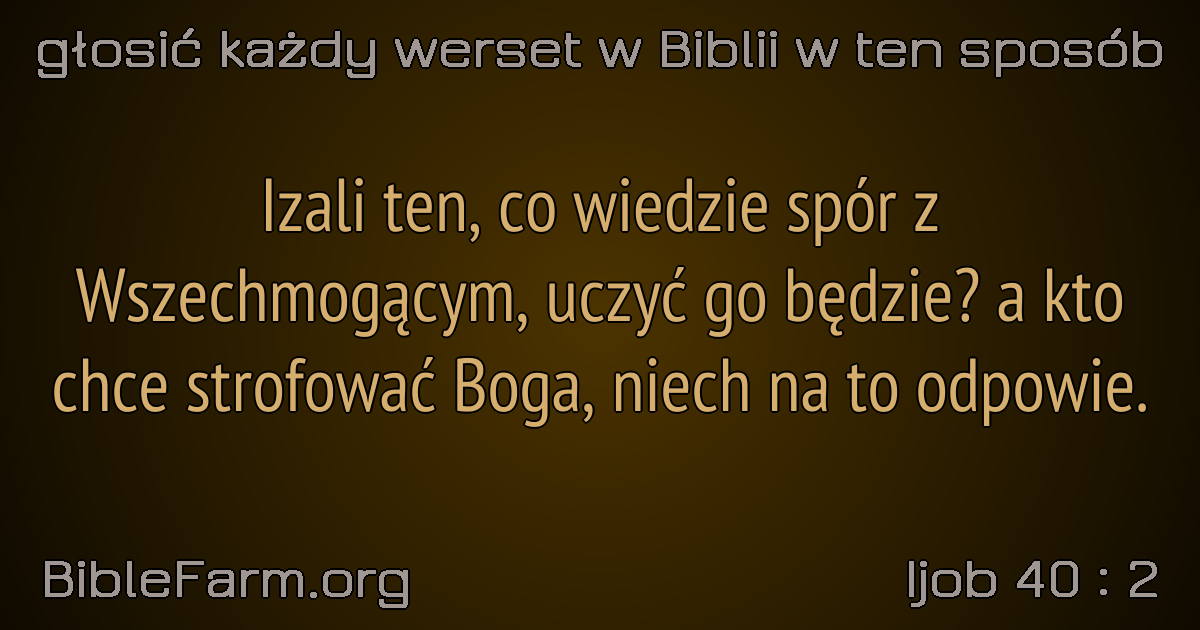 głosić każdy werset w Biblii w ten sposób
Izali ten, co wiedzie spór z
Wszechmogącym, uczyć go będzie? a kto
chce strofować Boga, niech na to odpowie.
BibleFarm.org
Ijob 40 : 2